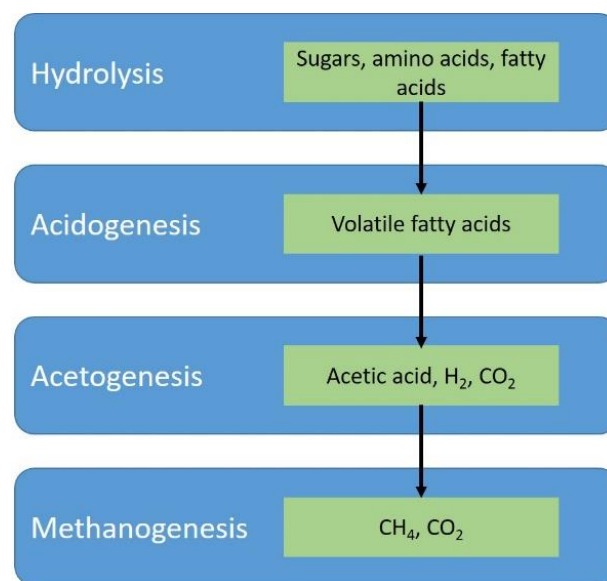 Hydrolysis
Sugars, amino acids, fatty
acids
Acidogenesis
Volatile fatty acids
Acetogenesis
Acetic acid, H₂, CO₂
Methanogenesis
CH₄, CO₂